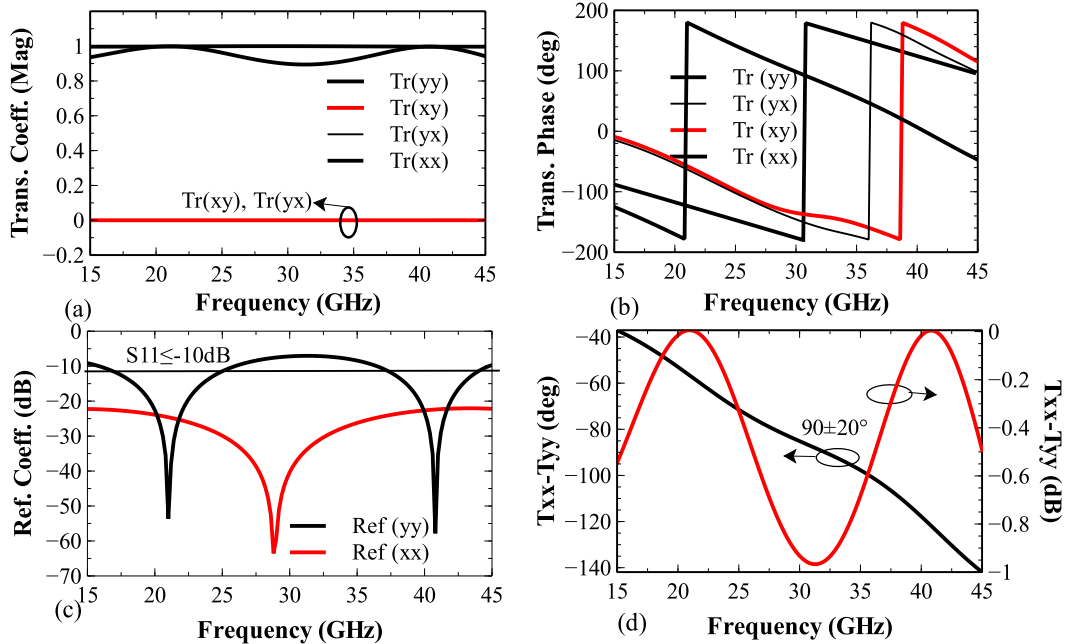 Trans. Coeff. (Mag)
1
0.8
0.6
0.4
0.2
0
−0.2
Tr(yy)
Tr(xy)
Tr(yx)
Tr(xx)
Tr(xy), Tr(yx)
15 20 25 30 35 40 45
(a)
Frequency (GHz)
Trans. Phase (deg)
200
100
0
−100
−200
Tr (yy)
Tr (yx)
Tr (xy)
Tr (xx)
15 20 25 30 35 40 45
(b)
Frequency (GHz)
Ref. Coeff. (dB)
0
−10
−20
−30
−40
−50
−60
−70
S11≤-10dB
Ref (yy)
Ref (xx)
15 20 25 30 35 40 45
(c)
Frequency (GHz)
Txx-Tyy (deg)
−40
−60
−80
−100
−120
−140
90±20°
0
−0.2
−0.4
−0.6
−0.8
−1
Txx-Tyy (dB)
15 20 25 30 35 40 45
(d)
Frequency (GHz)